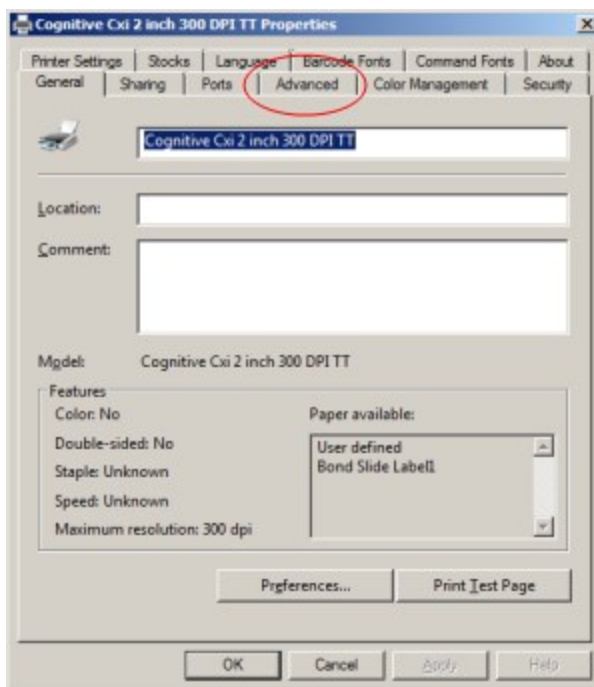 Cognitive Cxi 2 inch 300 DPI TT Properties
Printer Settings Stocks Language Barcode Fonts Command Fonts About
General Sharing Ports Advanced Color Management Security
Cognitive Cxi 2 inch 300 DPI TT
Location:
Comment:
Model: Cognitive Cxi 2 inch 300 DPI TT
Features
Color: No Paper available:
Double-sided: No User defined
Staple: Unknown Bond Slide Label1
Speed: Unknown
Maximum resolution: 300 dpi
Preferences... Print Test Page
OK Cancel Apply Help